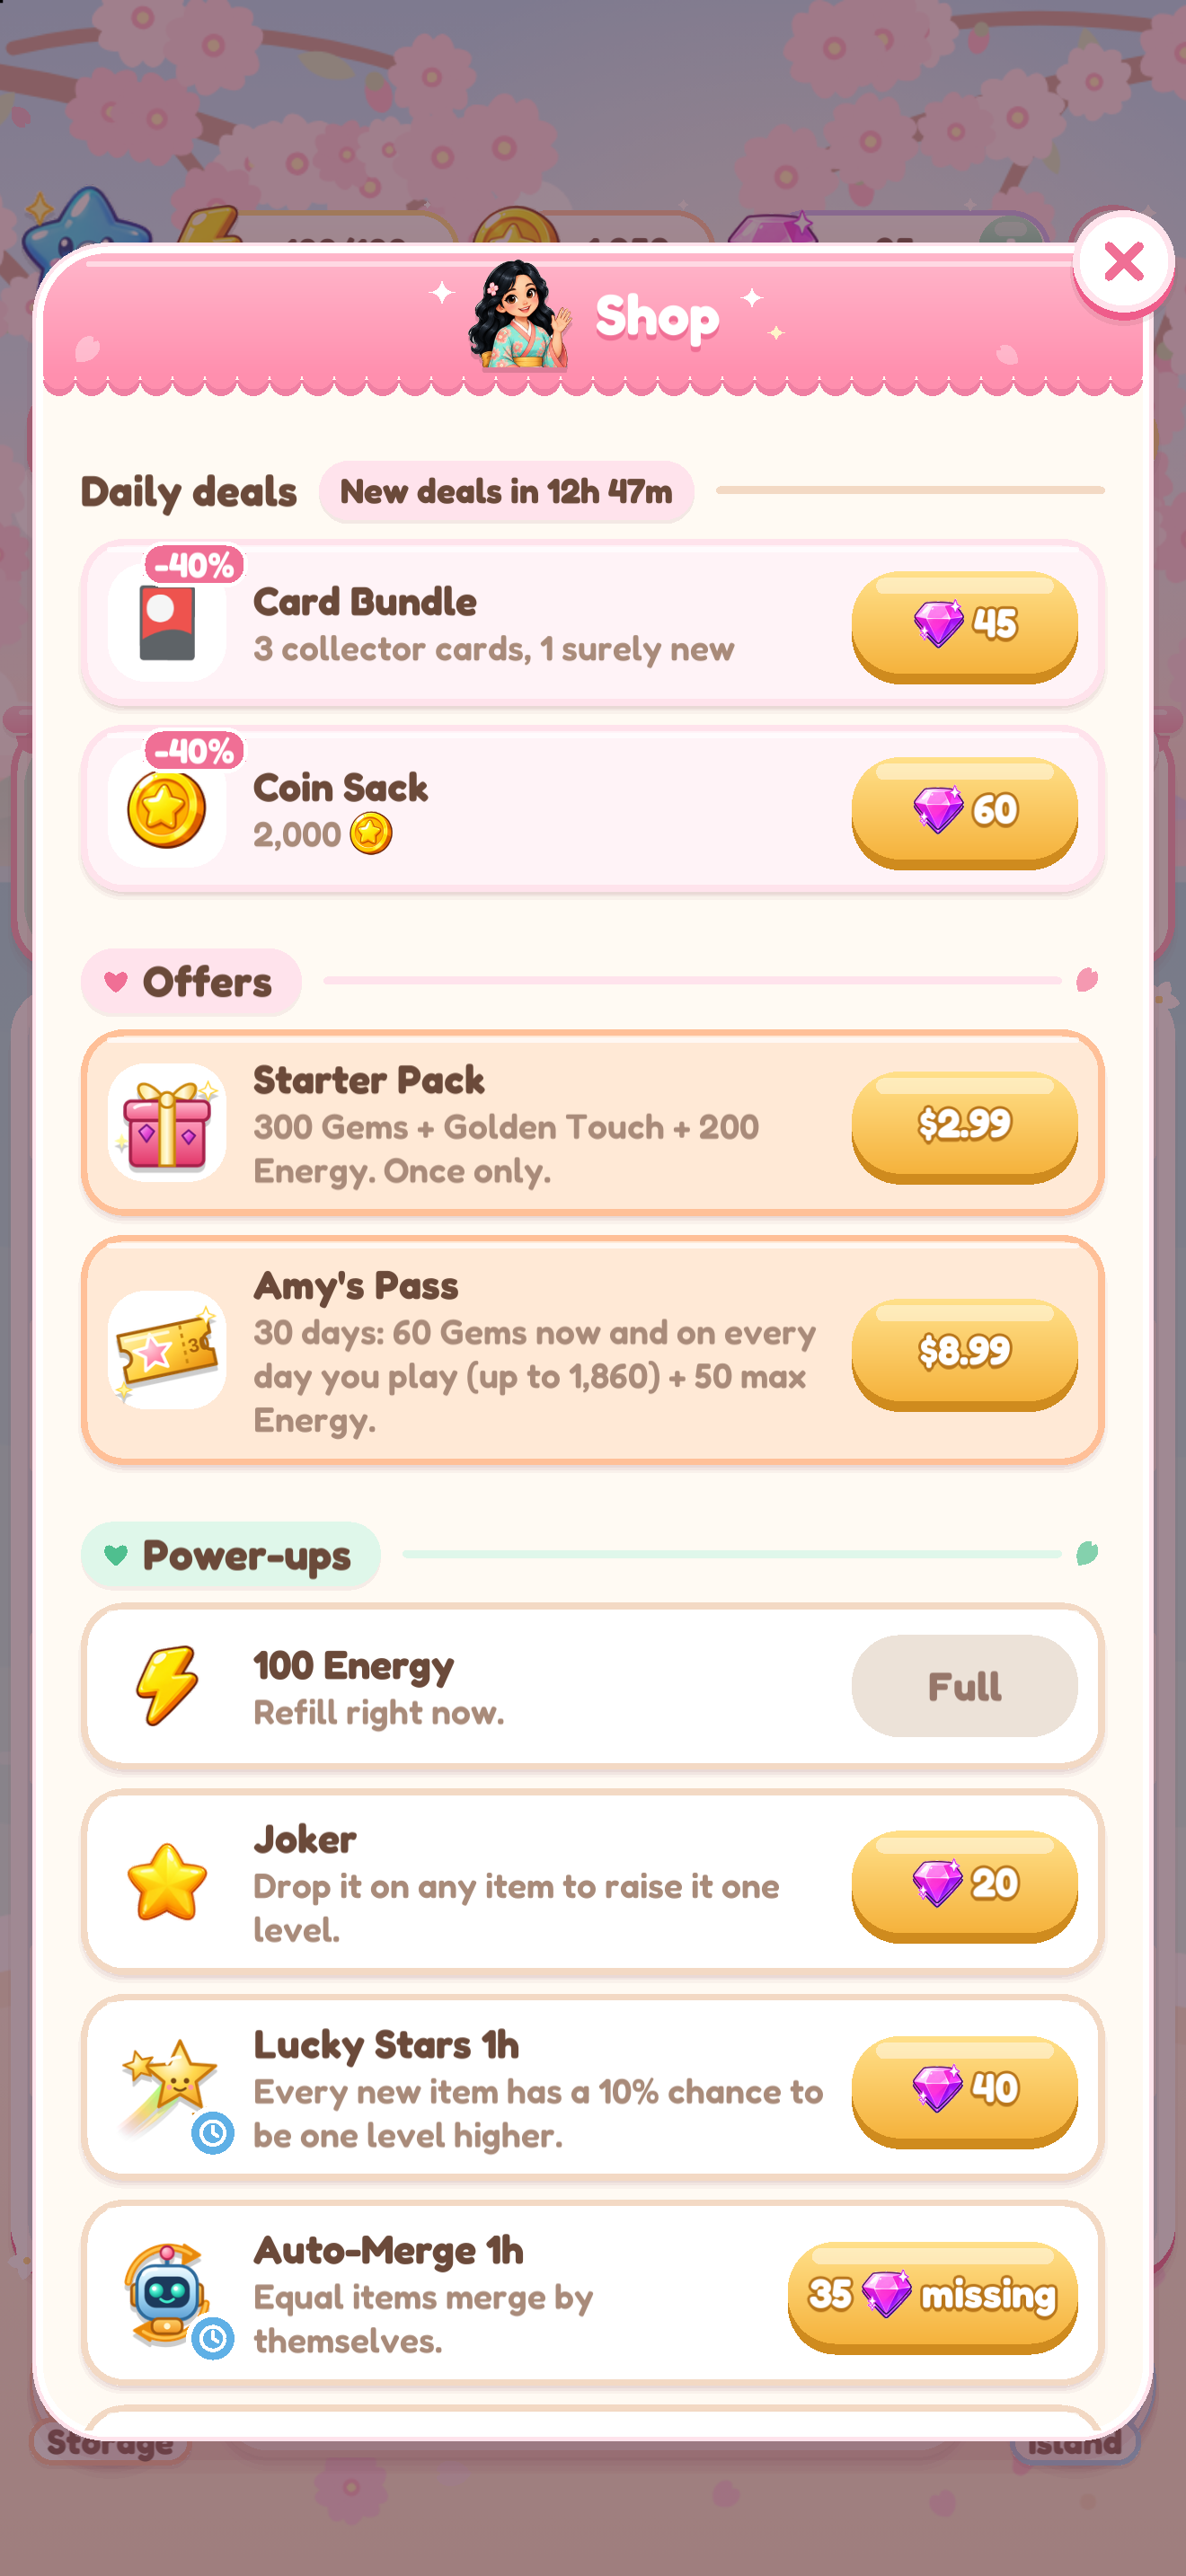 Shop
Daily deals
New deals in 12h 47m
-40%
Card Bundle
3 collector cards, 1 surely new
45
-40%
Coin Sack
2,000
60
Offers
Starter Pack
300 Gems + Golden Touch + 200
Energy. Once only.
$2.99
Amy's Pass
30 days: 60 Gems now and on every
day you play (up to 1,860) + 50 max
Energy.
$8.99
30
Power-ups
100 Energy
Refill right now.
Full
Joker
Drop it on any item to raise it one
level.
20
Lucky Stars 1h
Every new item has a 10% chance to
be one level higher.
40
Auto-Merge 1h
Equal items merge by
themselves.
35 missing
Storage
Island